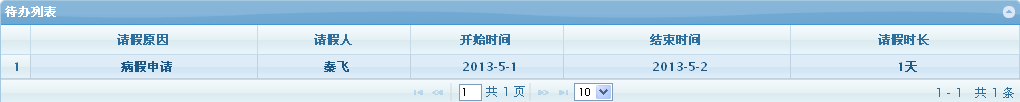 待办列表
请假原因 请假人 开始时间 结束时间 请假时长
1 病假申请 秦飞 2013-5-1 2013-5-2 1天
1 共 1 页 10 1 - 1 共 1 条